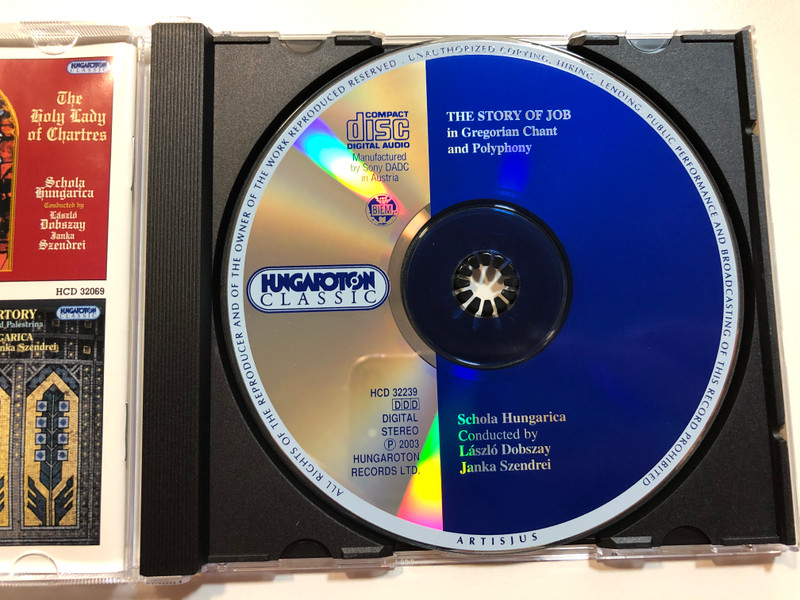 HUNGAROTON
CLASSIC
The
Holy Lady
of Chartres
Schola
Hungarica
Conducted by
László
Dobszay
Janka
Szendrei
HCD 32069
RTORY
HUNGAROTON
CLASSIC
d Palestrina
GARICA
nka Szendrei
ALL RIGHTS OF THE REPRODUCER AND OF THE OWNER OF THE WORK REPRODUCED RESERVED · UNAUTHORIZED COPYING, HIRING, LENDING, PUBLIC PERFORMANCE AND BROADCASTING OF THIS RECORD PROHIBITED
COMPACT
disc
DIGITAL AUDIO
Manufactured
by Sony DADC
in Austria
BIEM
HUNGAROTON
CLASSIC
HCD 32239
DDD
DIGITAL
STEREO
℗ 2003
HUNGAROTON
RECORDS LTD.
THE STORY OF JOB
in Gregorian Chant
and Polyphony
Schola Hungarica
Conducted by
László Dobszay
Janka Szendrei
ARTISJUS